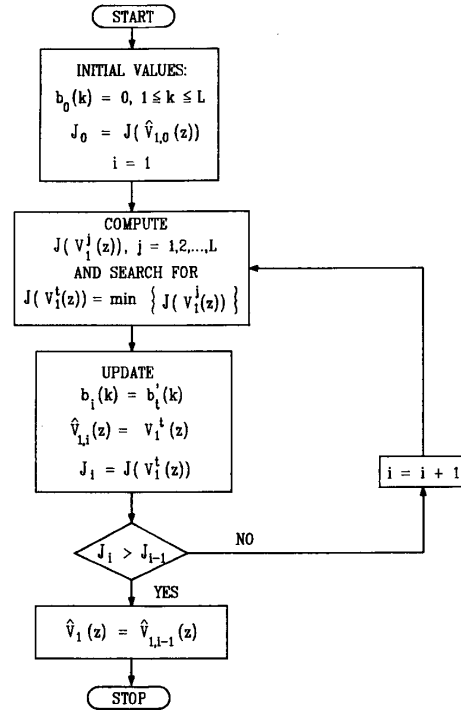 START
INITIAL VALUES:
b₀(k) = 0, 1 ≦ k ≦ L
J₀ = J( V̂₁,₀(z))
i = 1
COMPUTE
J( V₁ʲ(z)), j = 1,2,...,L
AND SEARCH FOR
J( V₁ᵗ(z)) = min { J( V₁ʲ(z)) }
UPDATE
bᵢ(k) = bₜ'(k)
V̂₁,ᵢ(z) = V₁ᵗ(z)
Jᵢ = J( V₁ᵗ(z))
i = i + 1
Jᵢ > Jᵢ₋₁
NO
YES
V̂₁(z) = V̂₁,ᵢ₋₁(z)
STOP